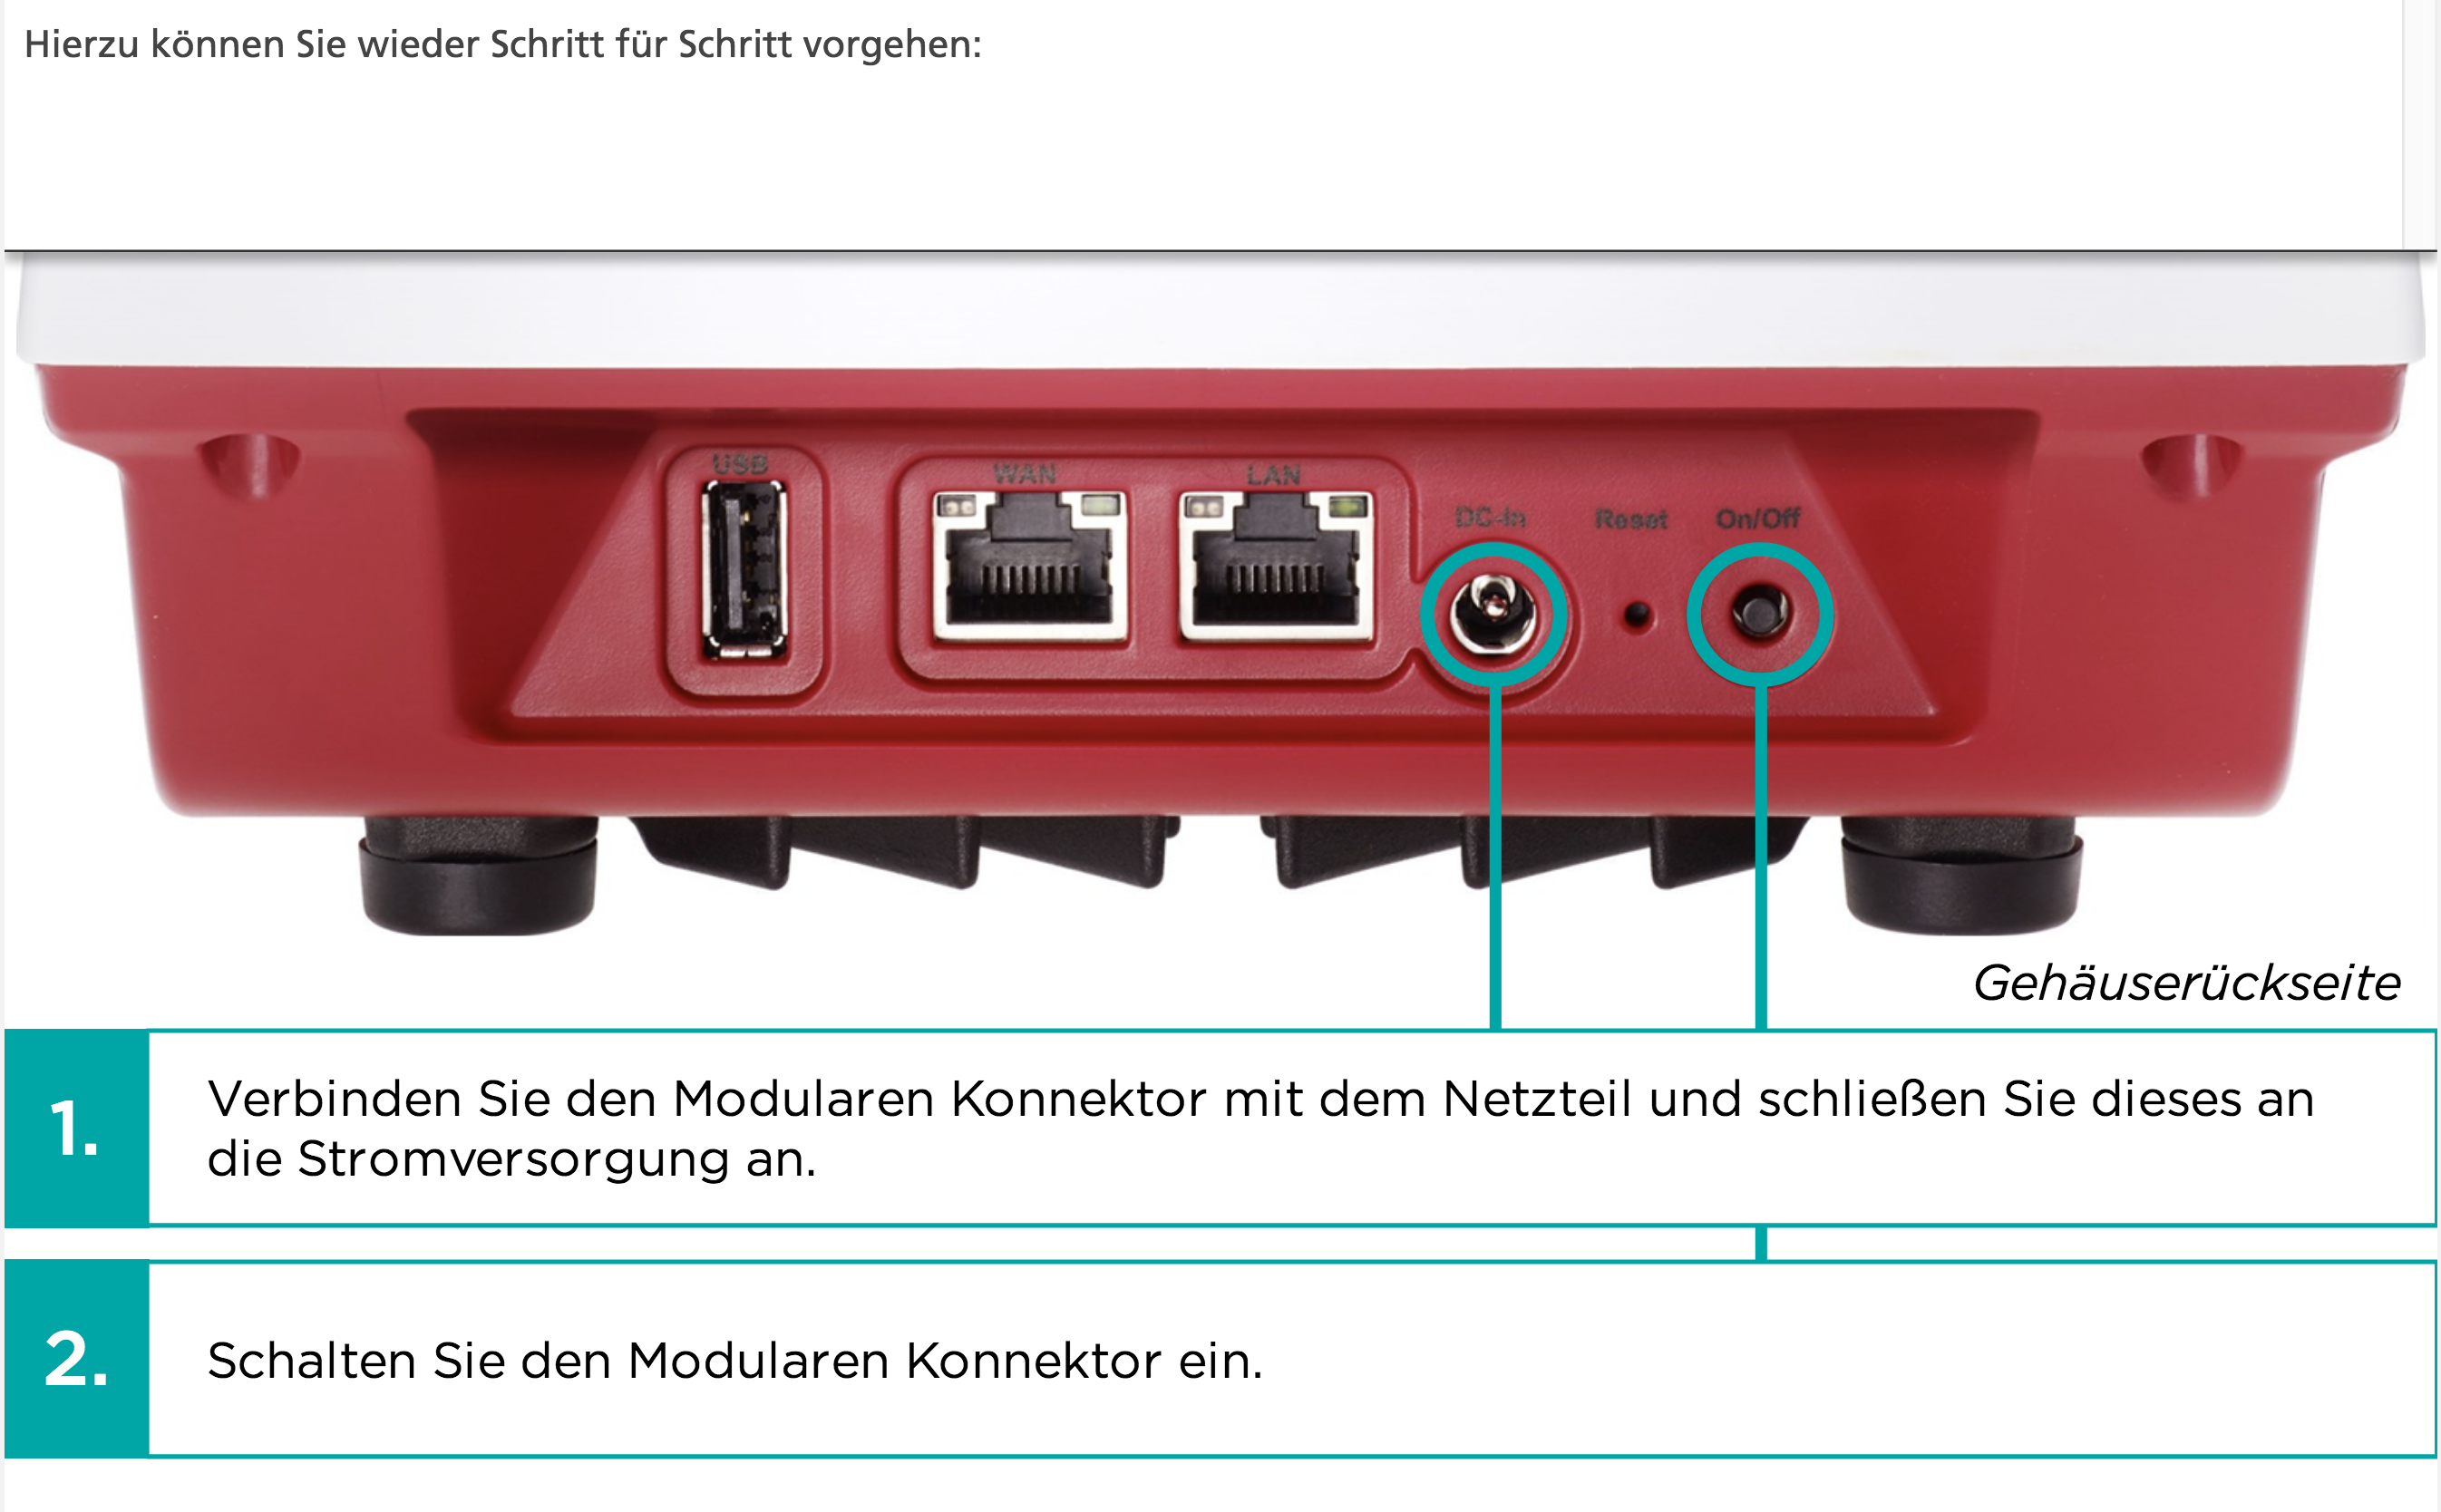 Hierzu können Sie wieder Schritt für Schritt vorgehen:
USB
WAN
LAN
DC-In
Reset
On/Off
Gehäuserückseite
1.
Verbinden Sie den Modularen Konnektor mit dem Netzteil und schließen Sie dieses an
die Stromversorgung an.
2.
Schalten Sie den Modularen Konnektor ein.